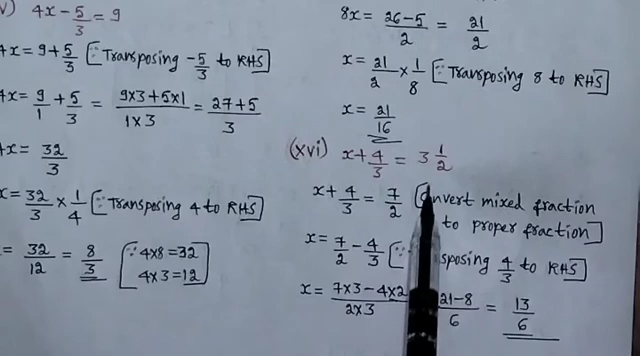 v) 4x - 5/3 = 9
4x = 9 + 5/3 [∵ Transposing -5/3 to RHS]
4x = 9/1 + 5/3 = 9×3+5×1/1×3 = 27+5/3
4x = 32/3
x = 32/3 × 1/4 [∵ Transposing 4 to RHS]
= 32/12 = 8/3 [∵ 4×8=32
4×3=12]
8x = 26-5/2 = 21/2
x = 21/2 × 1/8 [∵ Transposing 8 to RHS]
x = 21/16
(xvi) x + 4/3 = 3 1/2
x + 4/3 = 7/2 [Convert mixed fraction
to proper fraction]
x = 7/2 - 4/3 [∵ 4/3 to RHS]
x = 7×3-4×2/2×3 21-8/6 = 13/6